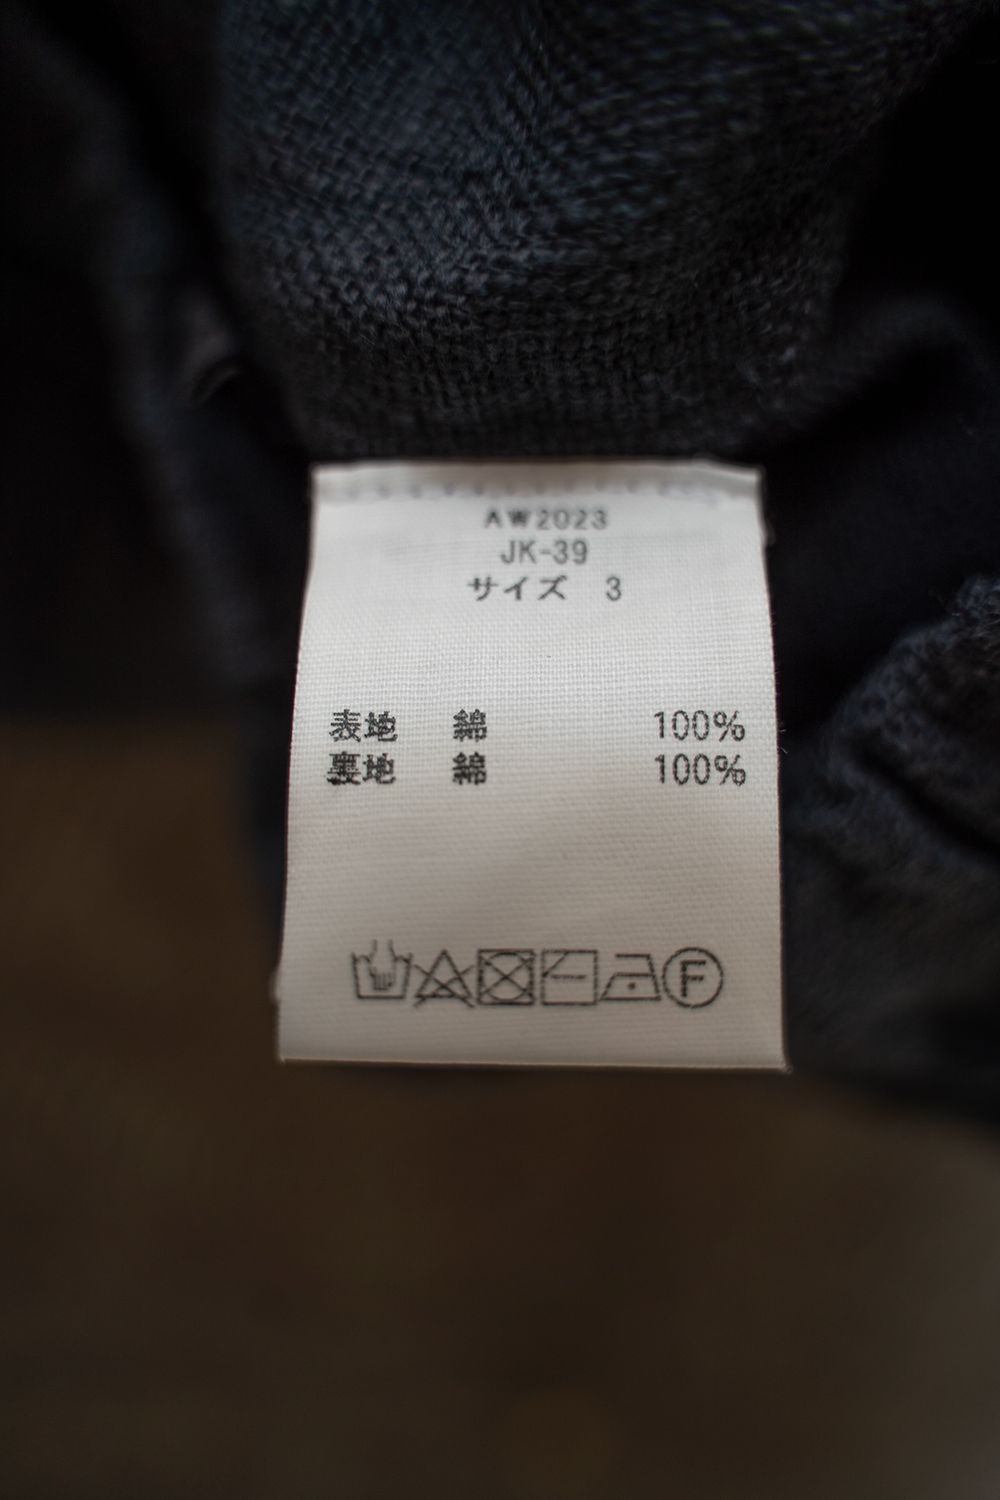 AW2023
JK-39
サイズ 3
表地 綿 100%
裏地 綿 100%
F